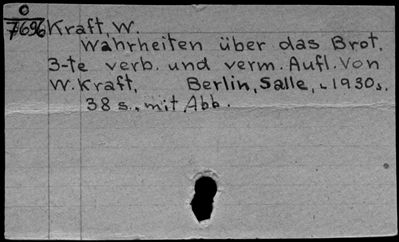 O
7696 Kraft, W.
Wahrheiten über das Brot.
3-te verb. und verm. Aufl. Von
W. Kraft, Berlin, Salle, [1930].
38 s., mit Abb.